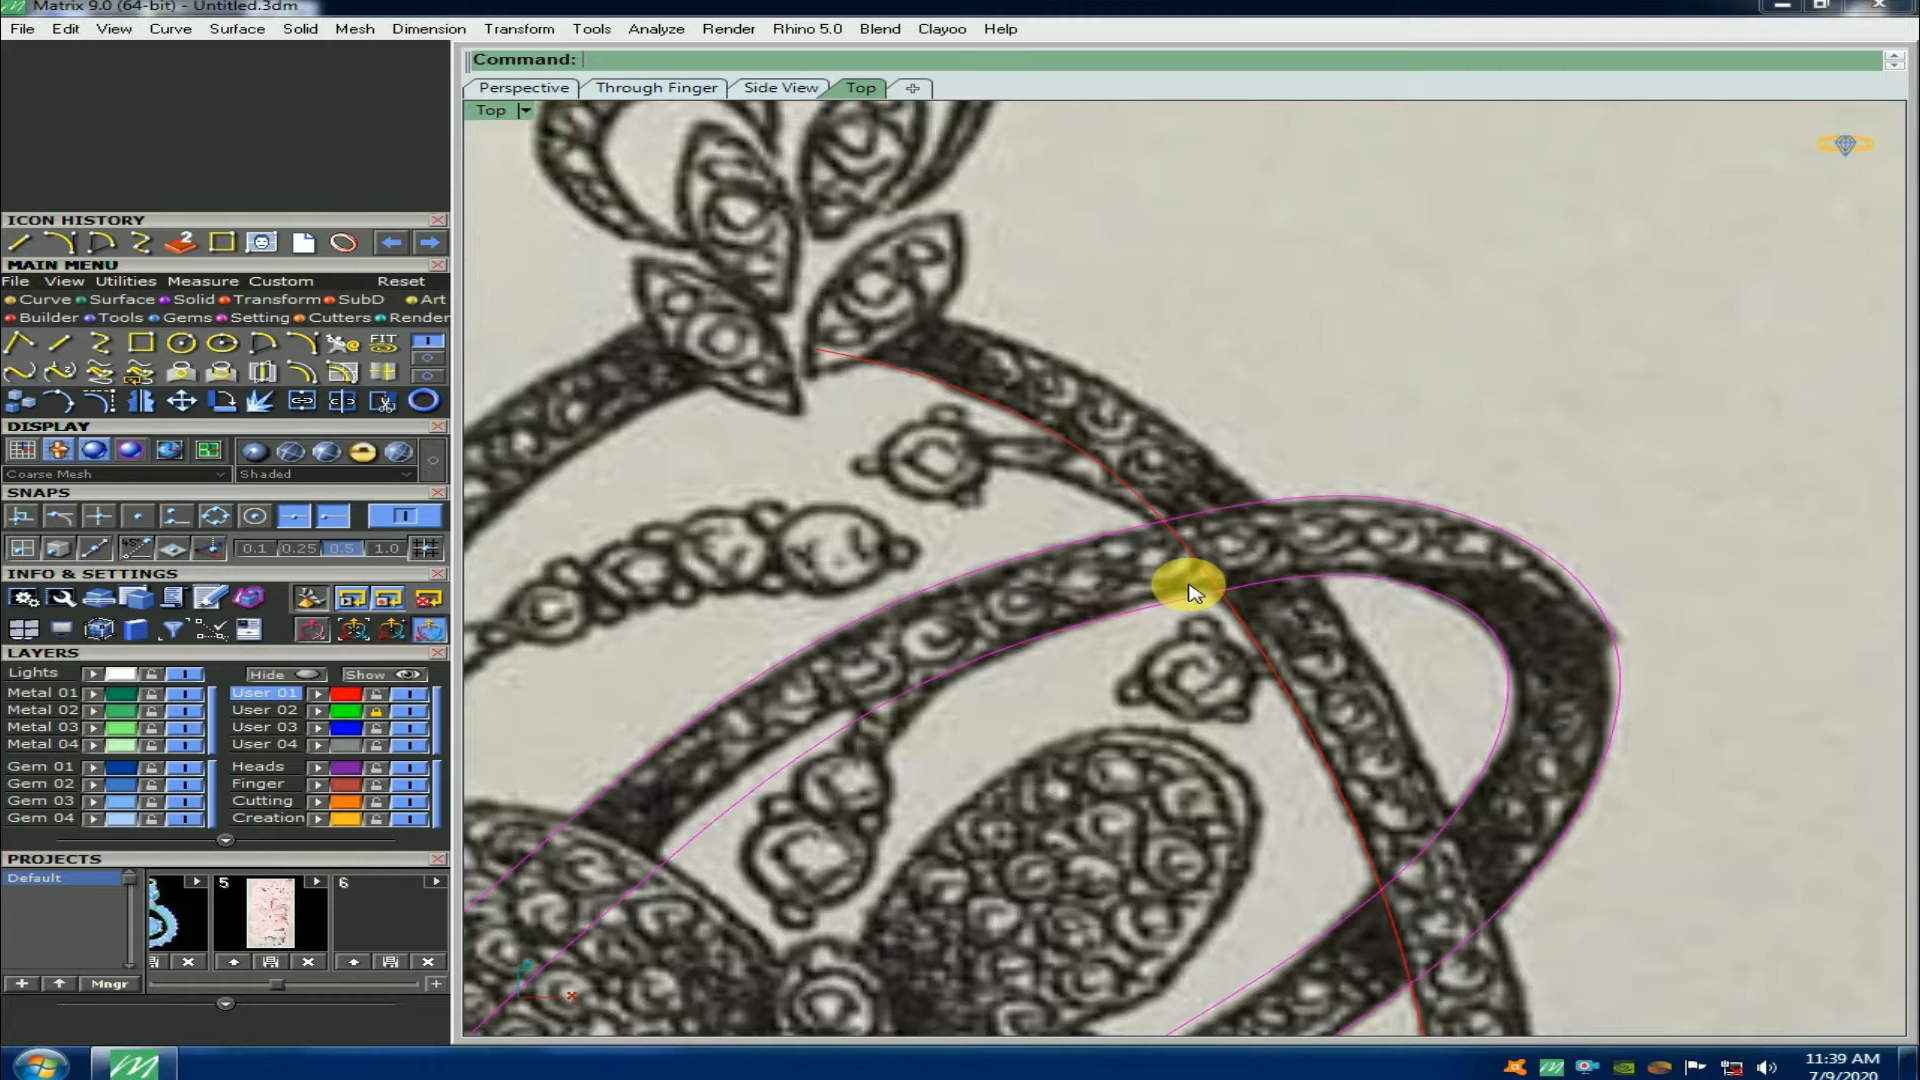 Matrix 9.0 (64-bit) - Untitled.3dm
File Edit View Curve Surface Solid Mesh Dimension Transform Tools Analyze Render Rhino 5.0 Blend Clayoo Help
Command:
Perspective Through Finger Side View Top
Top
ICON HISTORY
MAIN MENU
File View Utilities Measure Custom Reset
Curve Surface Solid Transform SubD Art
Builder Tools Gems Setting Cutters Render
FIT
DISPLAY
Coarse Mesh Shaded
SNAPS
45°
0.1 0.25 0.5 1.0
INFO & SETTINGS
LAYERS
Lights Hide Show
Metal 01 User 01
Metal 02 User 02
Metal 03 User 03
Metal 04 User 04
Gem 01 Heads
Gem 02 Finger
Gem 03 Cutting
Gem 04 Creation
PROJECTS
Default 5 6
Mngr
x
11:39 AM
7/9/2020